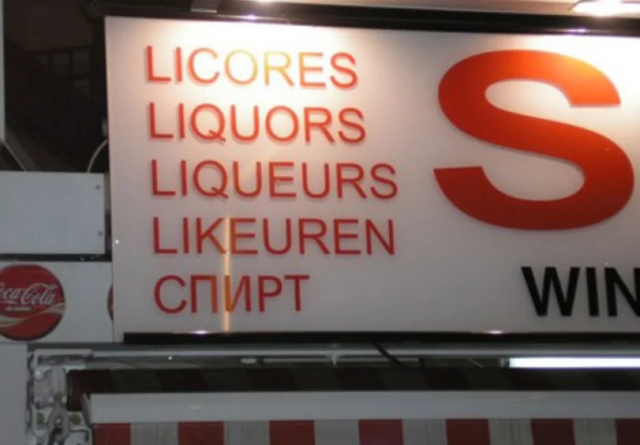 LICORES
LIQUORS
LIQUEURS
LIKEUREN
СПИРТ
S
WIN
Coca-Cola